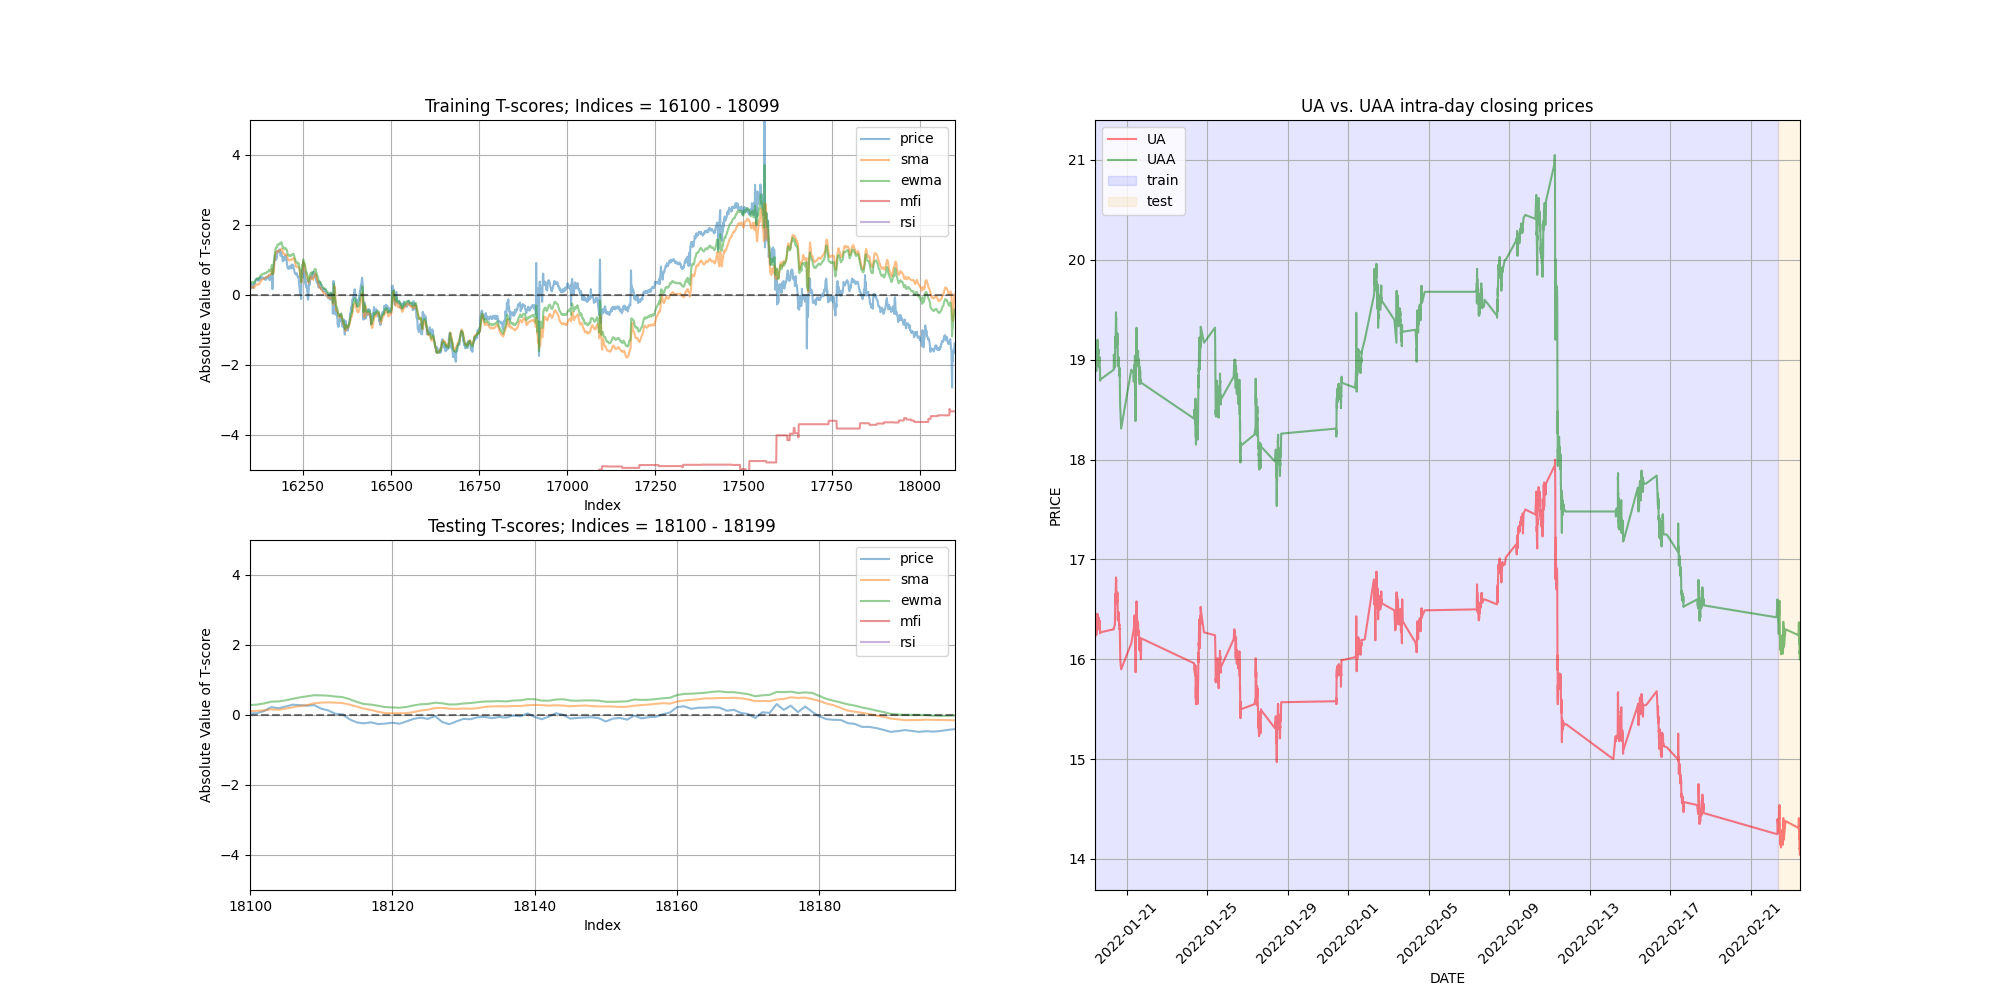 Training T-scores; Indices = 16100 - 18099
Absolute Value of T-score
4
2
0
−2
−4
price
sma
ewma
mfi
rsi
16250
16500
16750
17000
17250
17500
17750
18000
Index
Testing T-scores; Indices = 18100 - 18199
Absolute Value of T-score
4
2
0
−2
−4
price
sma
ewma
mfi
rsi
18100
18120
18140
18160
18180
Index
UA vs. UAA intra-day closing prices
PRICE
21
20
19
18
17
16
15
14
UA
UAA
train
test
2022-01-21
2022-01-25
2022-01-29
2022-02-01
2022-02-05
2022-02-09
2022-02-13
2022-02-17
2022-02-21
DATE